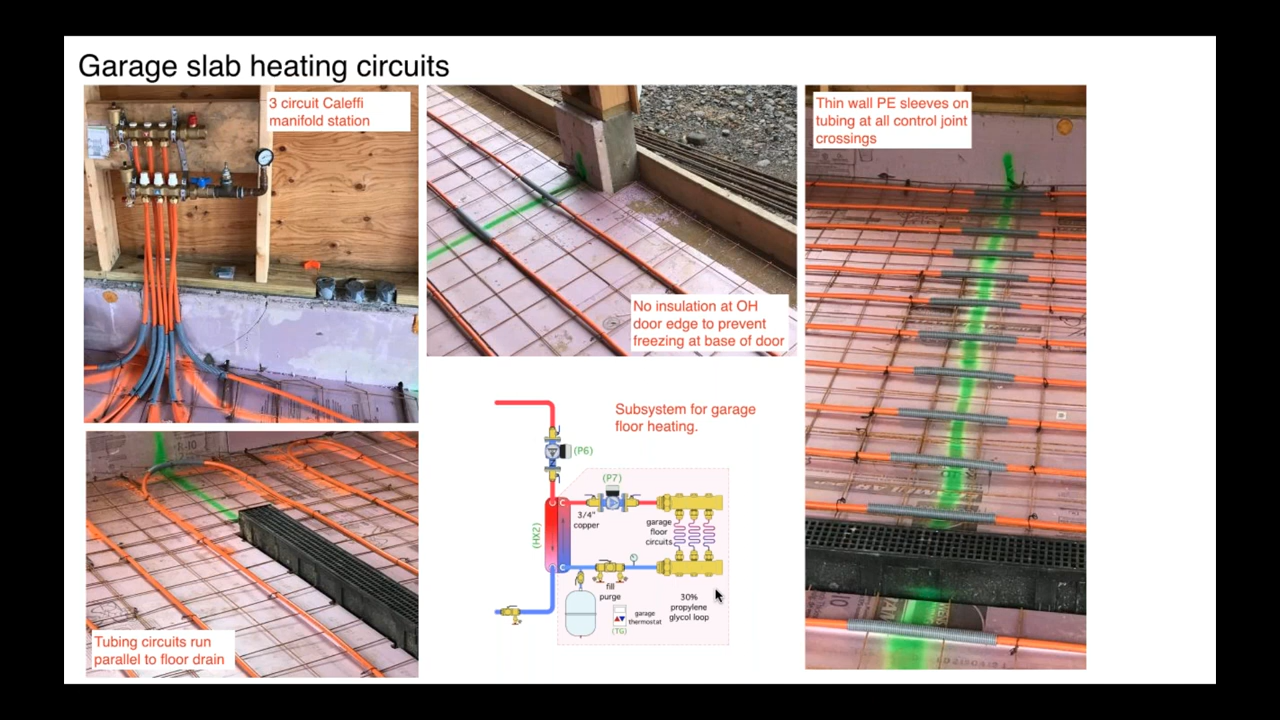 Garage slab heating circuits
3 circuit Caleffi
manifold station
No insulation at OH
door edge to prevent
freezing at base of door
Thin wall PE sleeves on
tubing at all control joint
crossings
Tubing circuits run
parallel to floor drain
R-10
Subsystem for garage
floor heating.
(P6)
(P7)
(HX2)
3/4"
copper
garage
floor
circuits
fill
purge
garage
thermostat
(TG)
30%
propylene
glycol loop